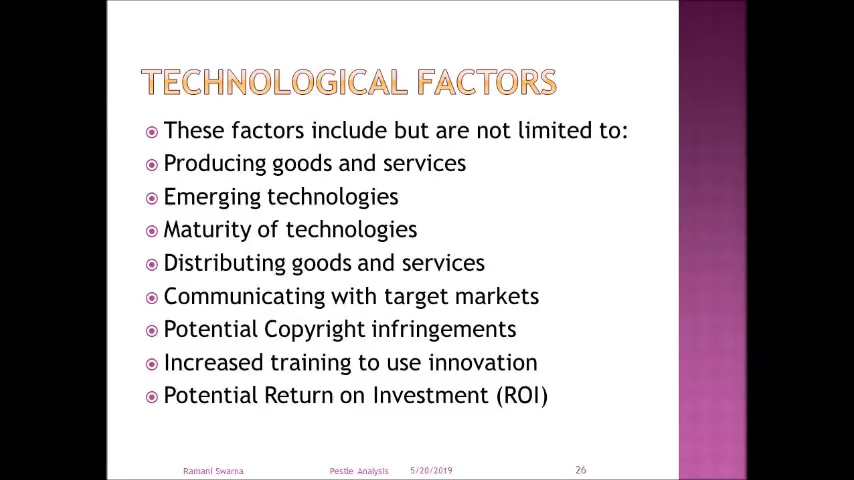 TECHNOLOGICAL FACTORS
These factors include but are not limited to:
Producing goods and services
Emerging technologies
Maturity of technologies
Distributing goods and services
Communicating with target markets
Potential Copyright infringements
Increased training to use innovation
Potential Return on Investment (ROI)
Ramani Swarna Pestle Analysis 5/20/2019 26